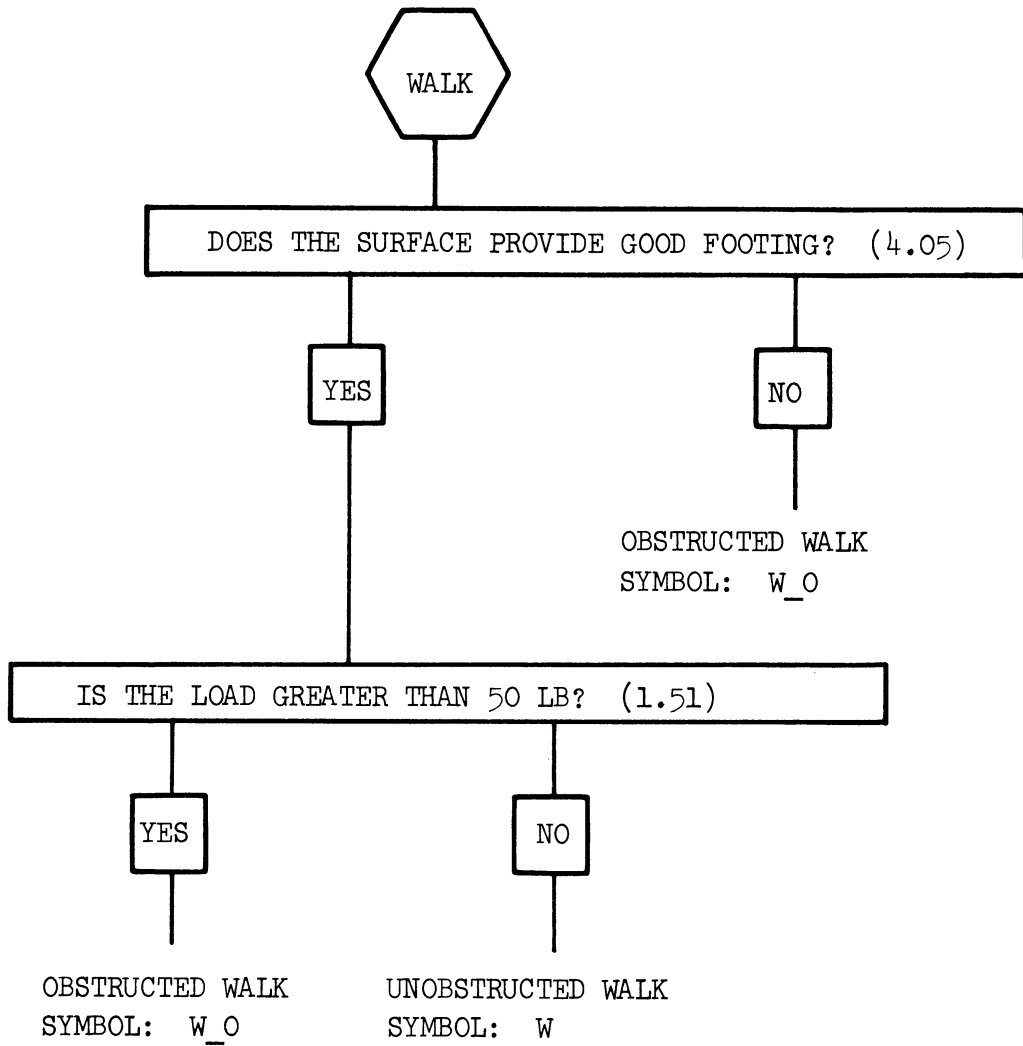 WALK
DOES THE SURFACE PROVIDE GOOD FOOTING? (4.05)
YES
NO
OBSTRUCTED WALK
SYMBOL: W_O
IS THE LOAD GREATER THAN 50 LB? (1.51)
YES
NO
OBSTRUCTED WALK
SYMBOL: W_O
UNOBSTRUCTED WALK
SYMBOL: W